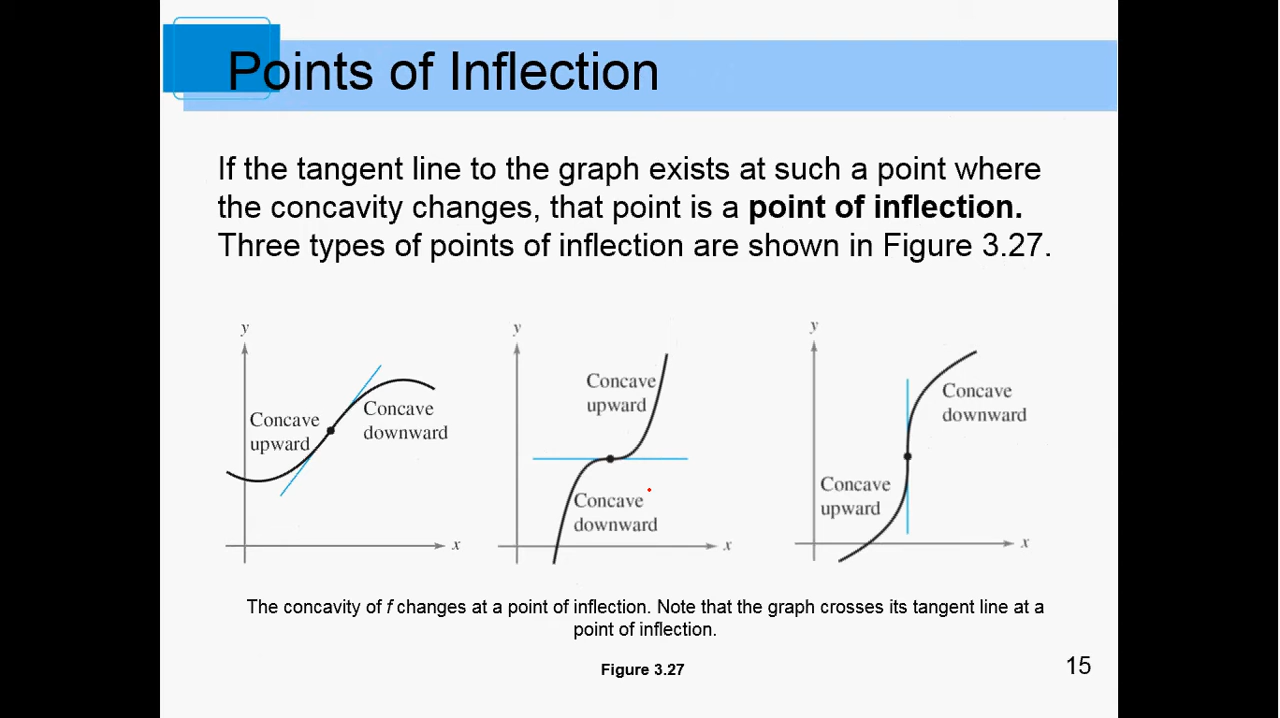 Points of Inflection
If the tangent line to the graph exists at such a point where
the concavity changes, that point is a point of inflection.
Three types of points of inflection are shown in Figure 3.27.
y
Concave
upward
Concave
downward
x
y
Concave
upward
Concave
downward
x
y
Concave
downward
Concave
upward
x
The concavity of f changes at a point of inflection. Note that the graph crosses its tangent line at a
point of inflection.
Figure 3.27
15